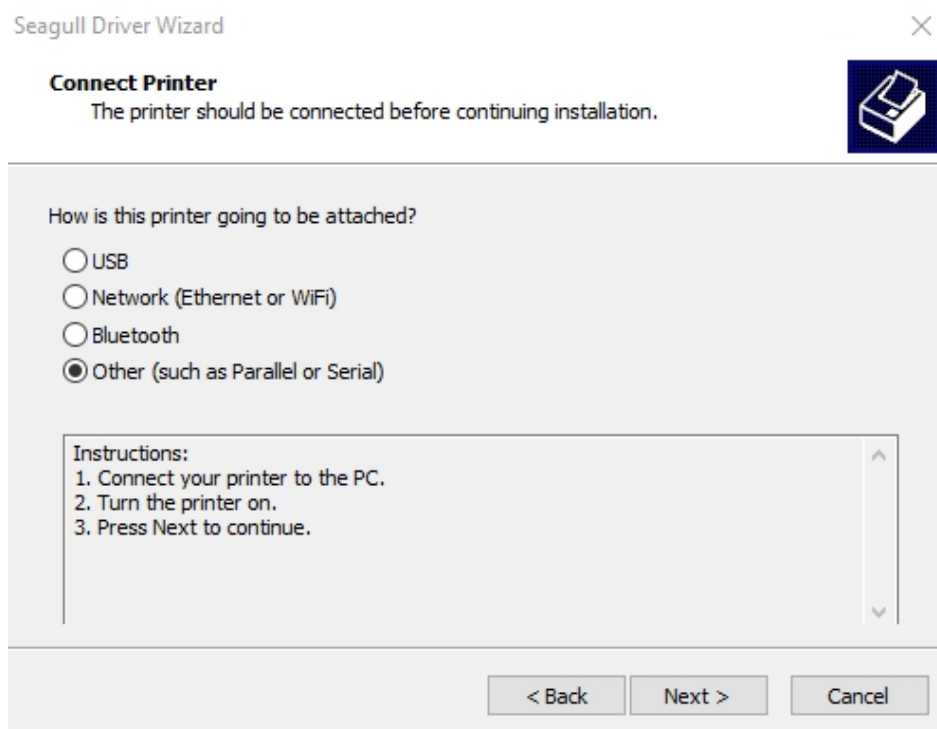 Seagull Driver Wizard
Connect Printer
The printer should be connected before continuing installation.
How is this printer going to be attached?
USB
Network (Ethernet or WiFi)
Bluetooth
Other (such as Parallel or Serial)
Instructions:
1. Connect your printer to the PC.
2. Turn the printer on.
3. Press Next to continue.
< Back Next > Cancel